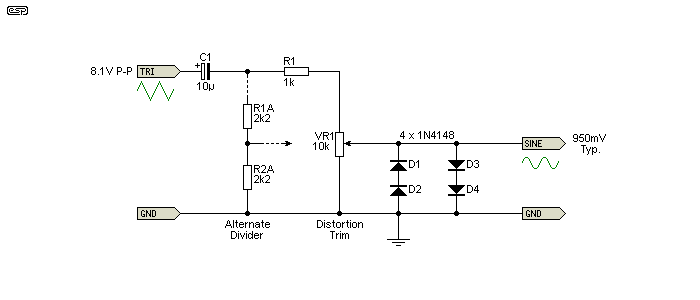 esp
C1
8.1V P-P
TRI
+
10µ
R1
1k
R1A
2k2
VR1
10k
4 x 1N4148
SINE
950mV
Typ.
R2A
2k2
D1
D3
D2
D4
GND
GND
Alternate
Divider
Distortion
Trim